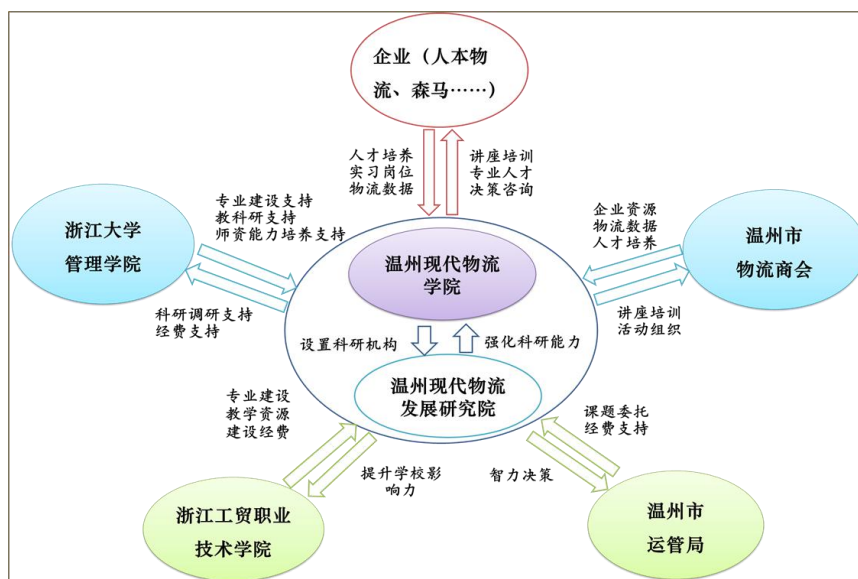 企业（人本物
流、森马……）
人才培养
实习岗位
物流数据
讲座培训
专业人才
决策咨询
专业建设支持
教科研支持
师资能力培养支持
浙江大学
管理学院
科研调研支持
经费支持
企业资源
物流数据
人才培养
温州市
物流商会
讲座培训
活动组织
温州现代物流
学院
设置科研机构
强化科研能力
温州现代物流
发展研究院
专业建设
教学资源
建设经费
提升学校影
响力
浙江工贸职业
技术学院
课题委托
经费支持
智力决策
温州市
运管局